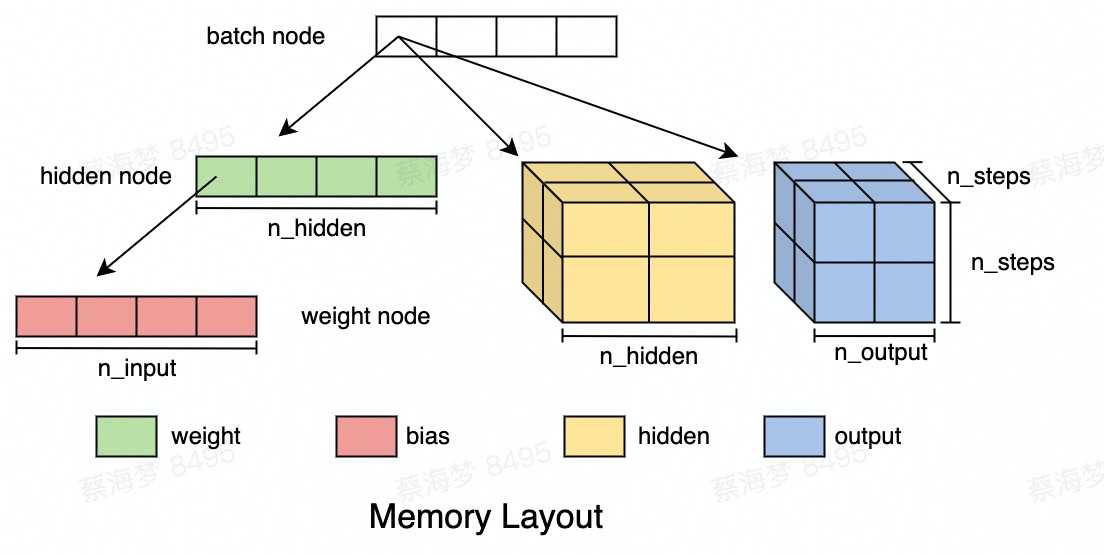 batch node
hidden node
n_hidden
n_steps
n_steps
n_input
weight node
n_hidden
n_output
weight
bias
hidden
output
Memory Layout
蔡海梦 8495
蔡海梦 8495
蔡海梦 8495
蔡海梦
蔡海梦 8495
蔡海梦 8495
蔡海梦 8495
蔡海梦